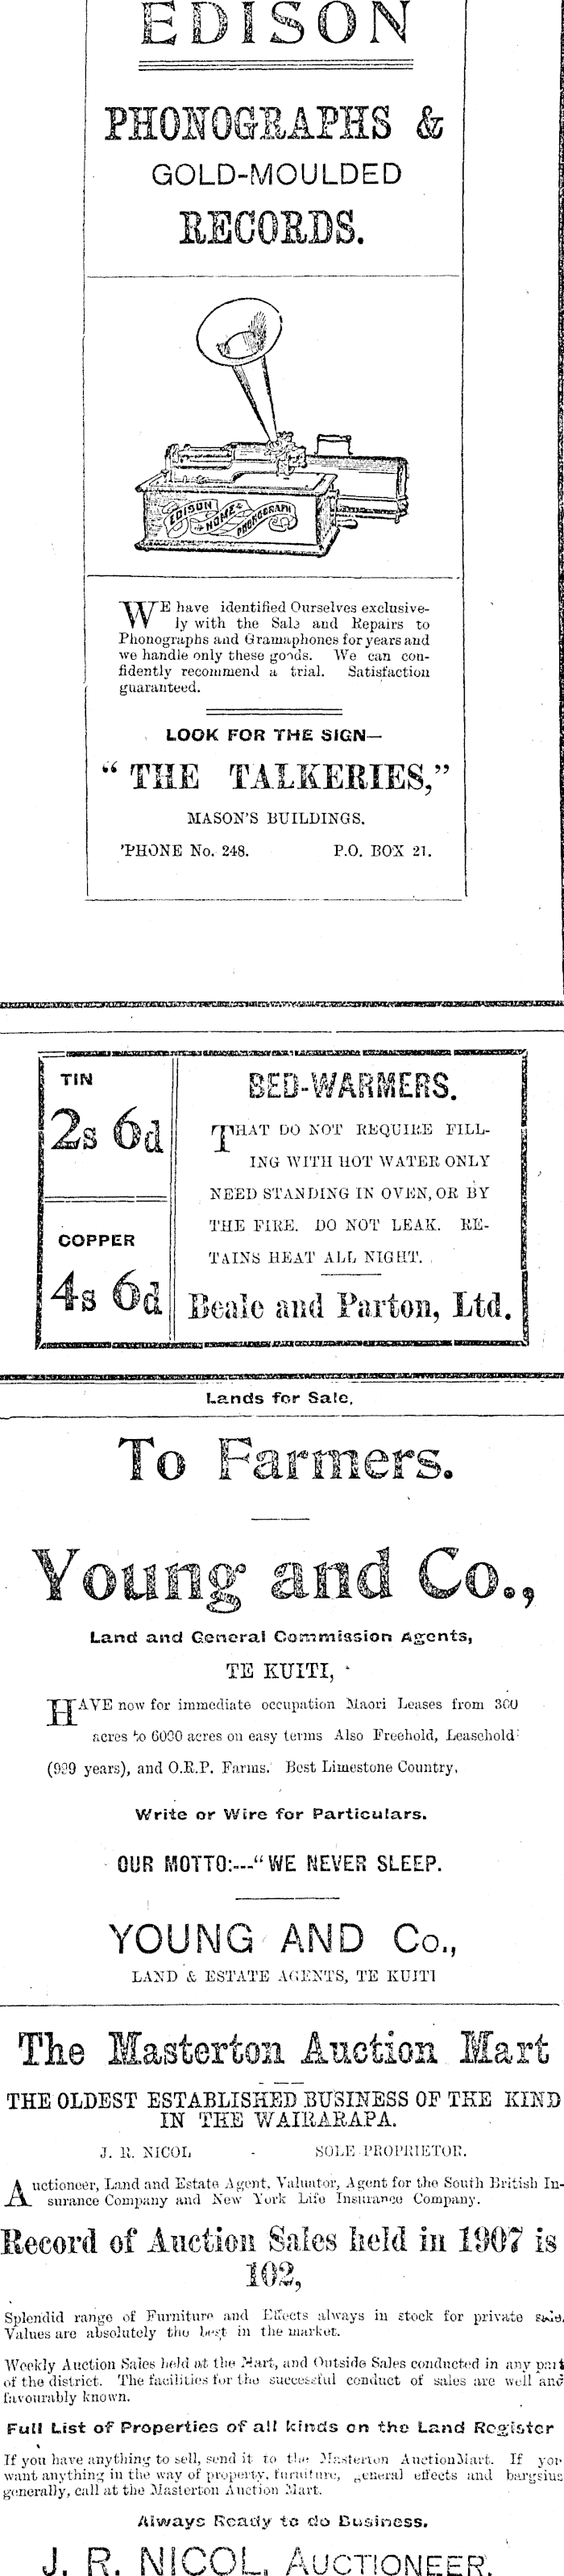 EDISON
PHONOGRAPHS &
GOLD-MOULDED
RECORDS.
EDISON HOME PHONOGRAPH
WE have identified Ourselves exclusive-
ly with the Sale and Repairs to
Phonographs and Gramaphones for years and
we handle only these goods. We can con-
fidently recommend a trial. Satisfaction
guaranteed.
LOOK FOR THE SIGN—
"THE TALKERIES,"
MASON'S BUILDINGS.
'PHONE No. 248. P.O. BOX 21.
TIN
2s 6d
COPPER
4s 6d
BED-WARMERS.
THAT DO NOT REQUIRE FILL-
ING WITH HOT WATER ONLY
NEED STANDING IN OVEN, OR BY
THE FIRE. DO NOT LEAK. RE-
TAINS HEAT ALL NIGHT.
Beale and Parton, Ltd.
Lands for Sale.
To Farmers.
Young and Co.,
Land and General Commission Agents,
TE KUITI,
HAVE now for immediate occupation Maori Leases from 300
acres to 6000 acres on easy terms Also Freehold, Leasehold
(999 years), and O.R.P. Farms. Best Limestone Country.
Write or Wire for Particulars.
OUR MOTTO:---"WE NEVER SLEEP.
YOUNG AND Co.,
LAND & ESTATE AGENTS, TE KUITI
The Masterton Auction Mart
THE OLDEST ESTABLISHED BUSINESS OF THE KIND
IN THE WAIRARAPA.
J. R. NICOL - SOLE PROPRIETOR.
Auctioneer, Land and Estate Agent, Valuator, Agent for the South British In-
surance Company and New York Life Insurance Company.
Record of Auction Sales held in 1907 is
102,
Splendid range of Furniture and Effects always in stock for private sale.
Values are absolutely the best in the market.
Weekly Auction Sales held at the Mart, and Outside Sales conducted in any part
of the district. The facilities for the successful conduct of sales are well and
favourably known.
Full List of Properties of all kinds on the Land Register
If you have anything to sell, send it to the Masterton Auction Mart. If you
want anything in the way of property, furniture, general effects and bargains
generally, call at the Masterton Auction Mart.
Always Ready to do Business.
J. R. NICOL, AUCTIONEER.